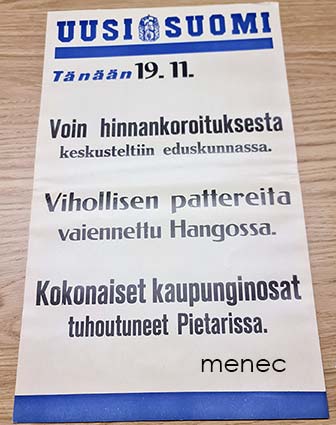 UUSI SUOMI
Tänään 19. 11.
Voin hinnankoroituksesta
keskusteltiin eduskunnassa.
Vihollisen pattereita
vaiennettu Hangossa.
Kokonaiset kaupunginosat
tuhoutuneet Pietarissa.
menec